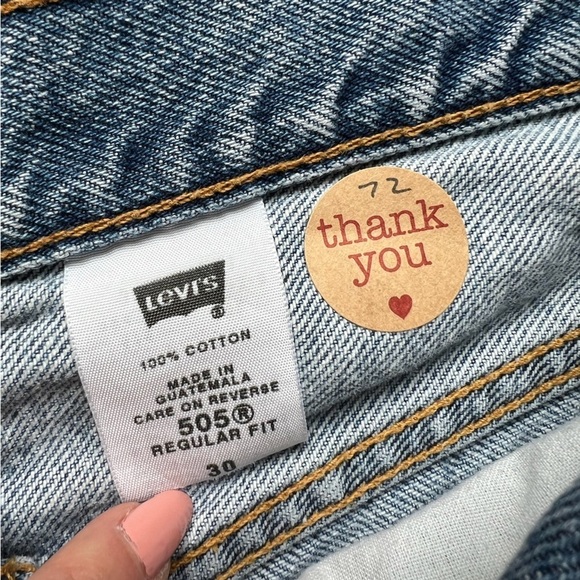 LEVI'S®
100% COTTON
MADE IN
GUATEMALA
CARE ON REVERSE
505®
REGULAR FIT
30
72
thank
you